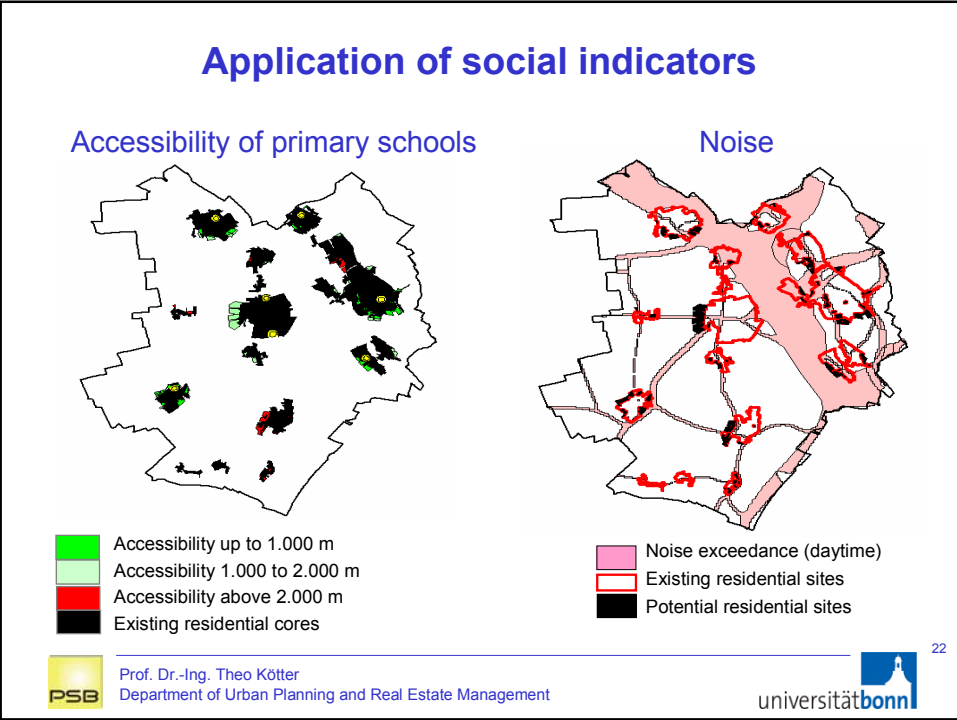 Application of social indicators
Accessibility of primary schools
Noise
Accessibility up to 1.000 m
Accessibility 1.000 to 2.000 m
Accessibility above 2.000 m
Existing residential cores
Noise exceedance (daytime)
Existing residential sites
Potential residential sites
22
PSB
Prof. Dr.-Ing. Theo Kötter
Department of Urban Planning and Real Estate Management
universitätbonn